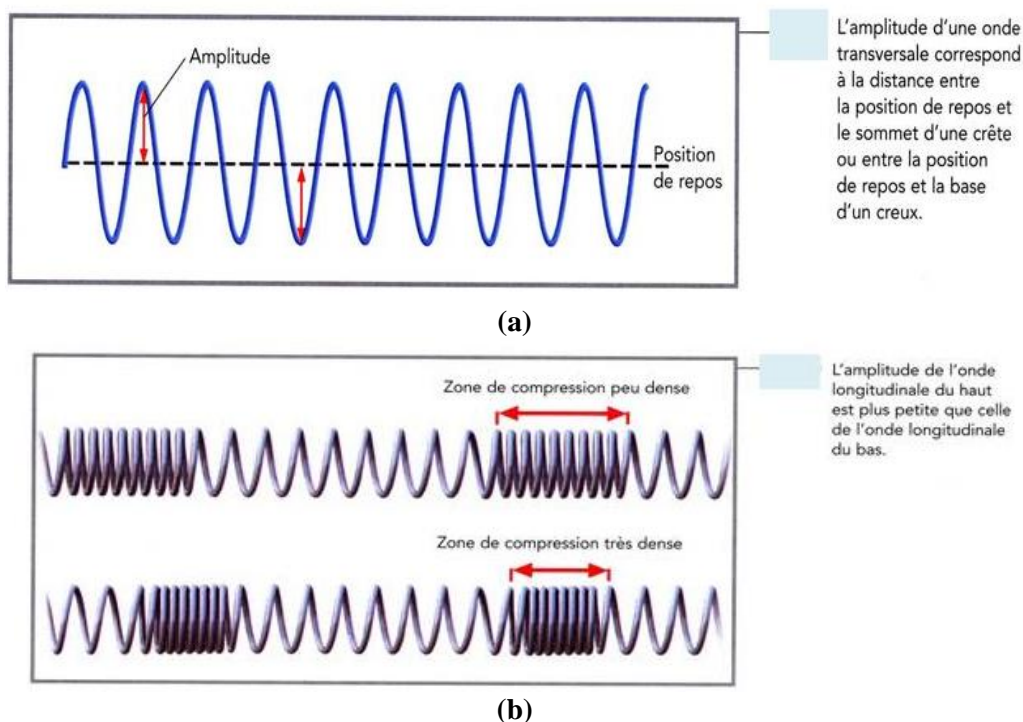 Amplitude
Position
de repos
L'amplitude d'une onde
transversale correspond
à la distance entre
la position de repos et
le sommet d'une crête
ou entre la position
de repos et la base
d'un creux.
(a)
Zone de compression peu dense
Zone de compression très dense
L'amplitude de l'onde
longitudinale du haut
est plus petite que celle
de l'onde longitudinale
du bas.
(b)